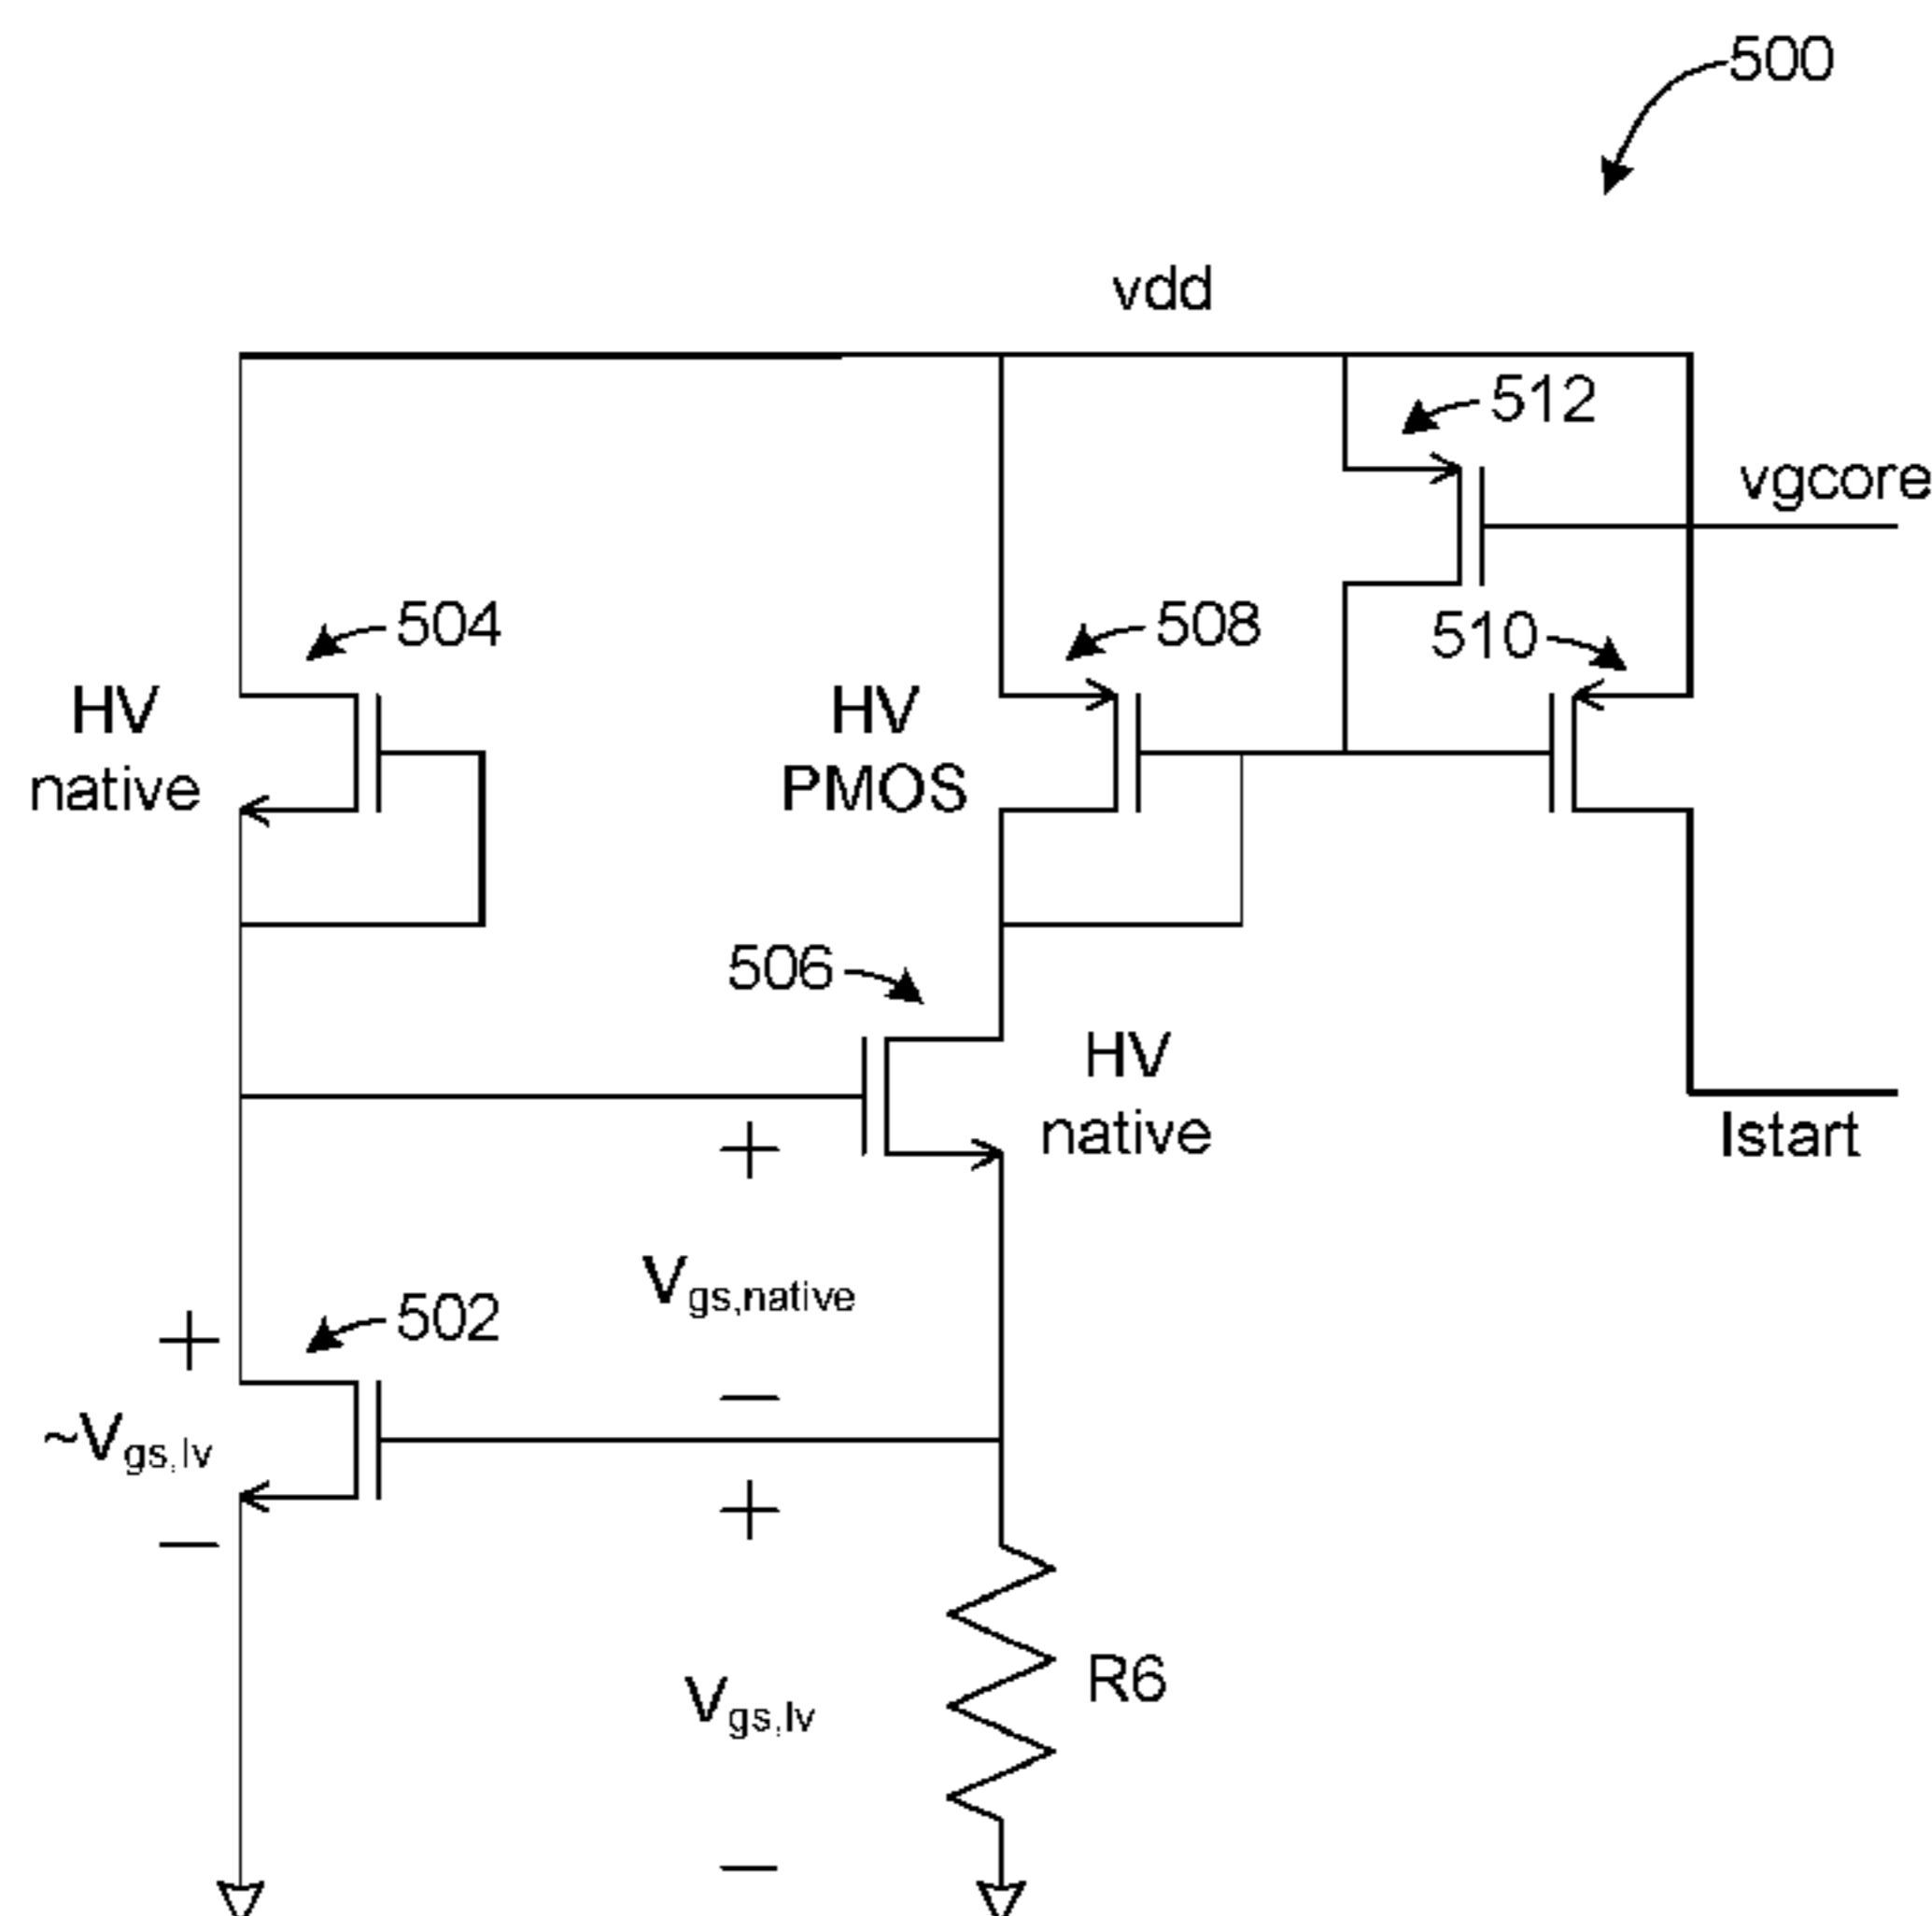 500
vdd
512
vgcore
504
508
510
HV
native
HV
PMOS
506
HV
native
Istart
Vgs,native
502
~Vgs,lv
Vgs,lv
R6